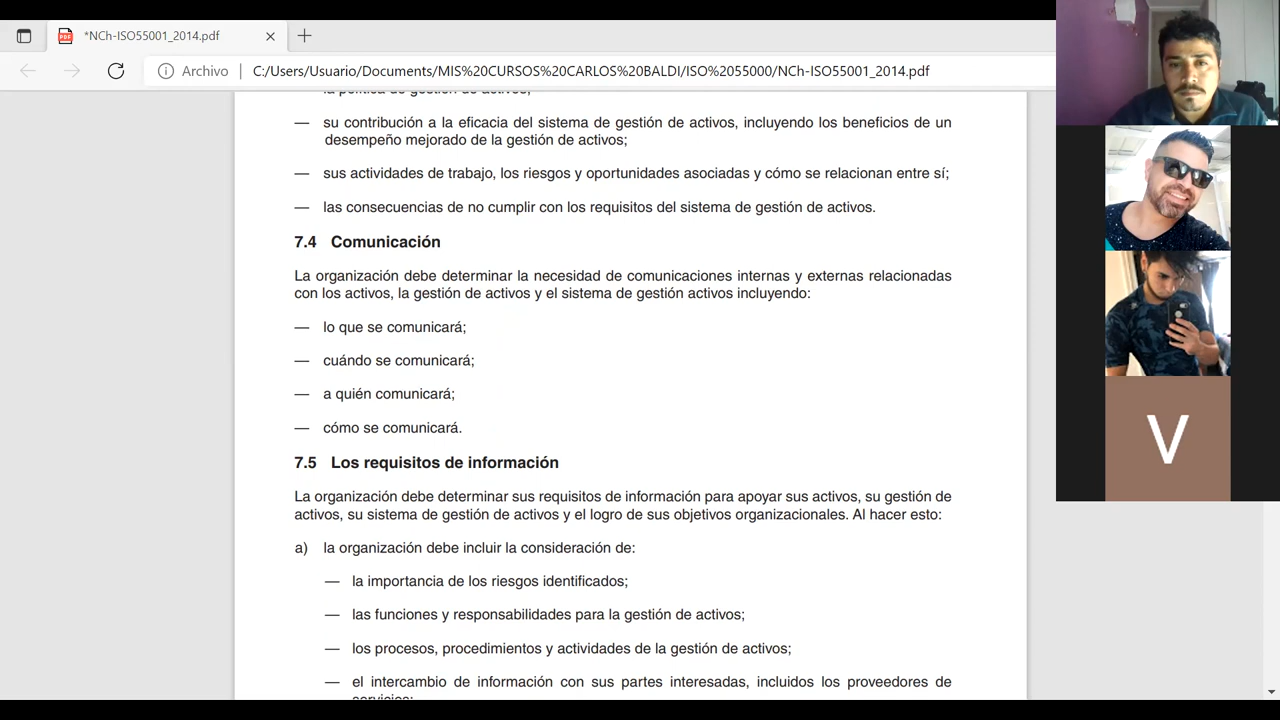 *NCh-ISO55001_2014.pdf
Archivo
C:/Users/Usuario/Documents/MIS%20CURSOS%20CARLOS%20BALDI/ISO%2055000/NCh-ISO55001_2014.pdf
la política de gestión de activos;
— su contribución a la eficacia del sistema de gestión de activos, incluyendo los beneficios de un
desempeño mejorado de la gestión de activos;
— sus actividades de trabajo, los riesgos y oportunidades asociadas y cómo se relacionan entre sí;
— las consecuencias de no cumplir con los requisitos del sistema de gestión de activos.
7.4 Comunicación
La organización debe determinar la necesidad de comunicaciones internas y externas relacionadas
con los activos, la gestión de activos y el sistema de gestión activos incluyendo:
— lo que se comunicará;
— cuándo se comunicará;
— a quién comunicará;
— cómo se comunicará.
7.5 Los requisitos de información
La organización debe determinar sus requisitos de información para apoyar sus activos, su gestión de
activos, su sistema de gestión de activos y el logro de sus objetivos organizacionales. Al hacer esto:
a) la organización debe incluir la consideración de:
— la importancia de los riesgos identificados;
— las funciones y responsabilidades para la gestión de activos;
— los procesos, procedimientos y actividades de la gestión de activos;
— el intercambio de información con sus partes interesadas, incluidos los proveedores de
servicios;
V